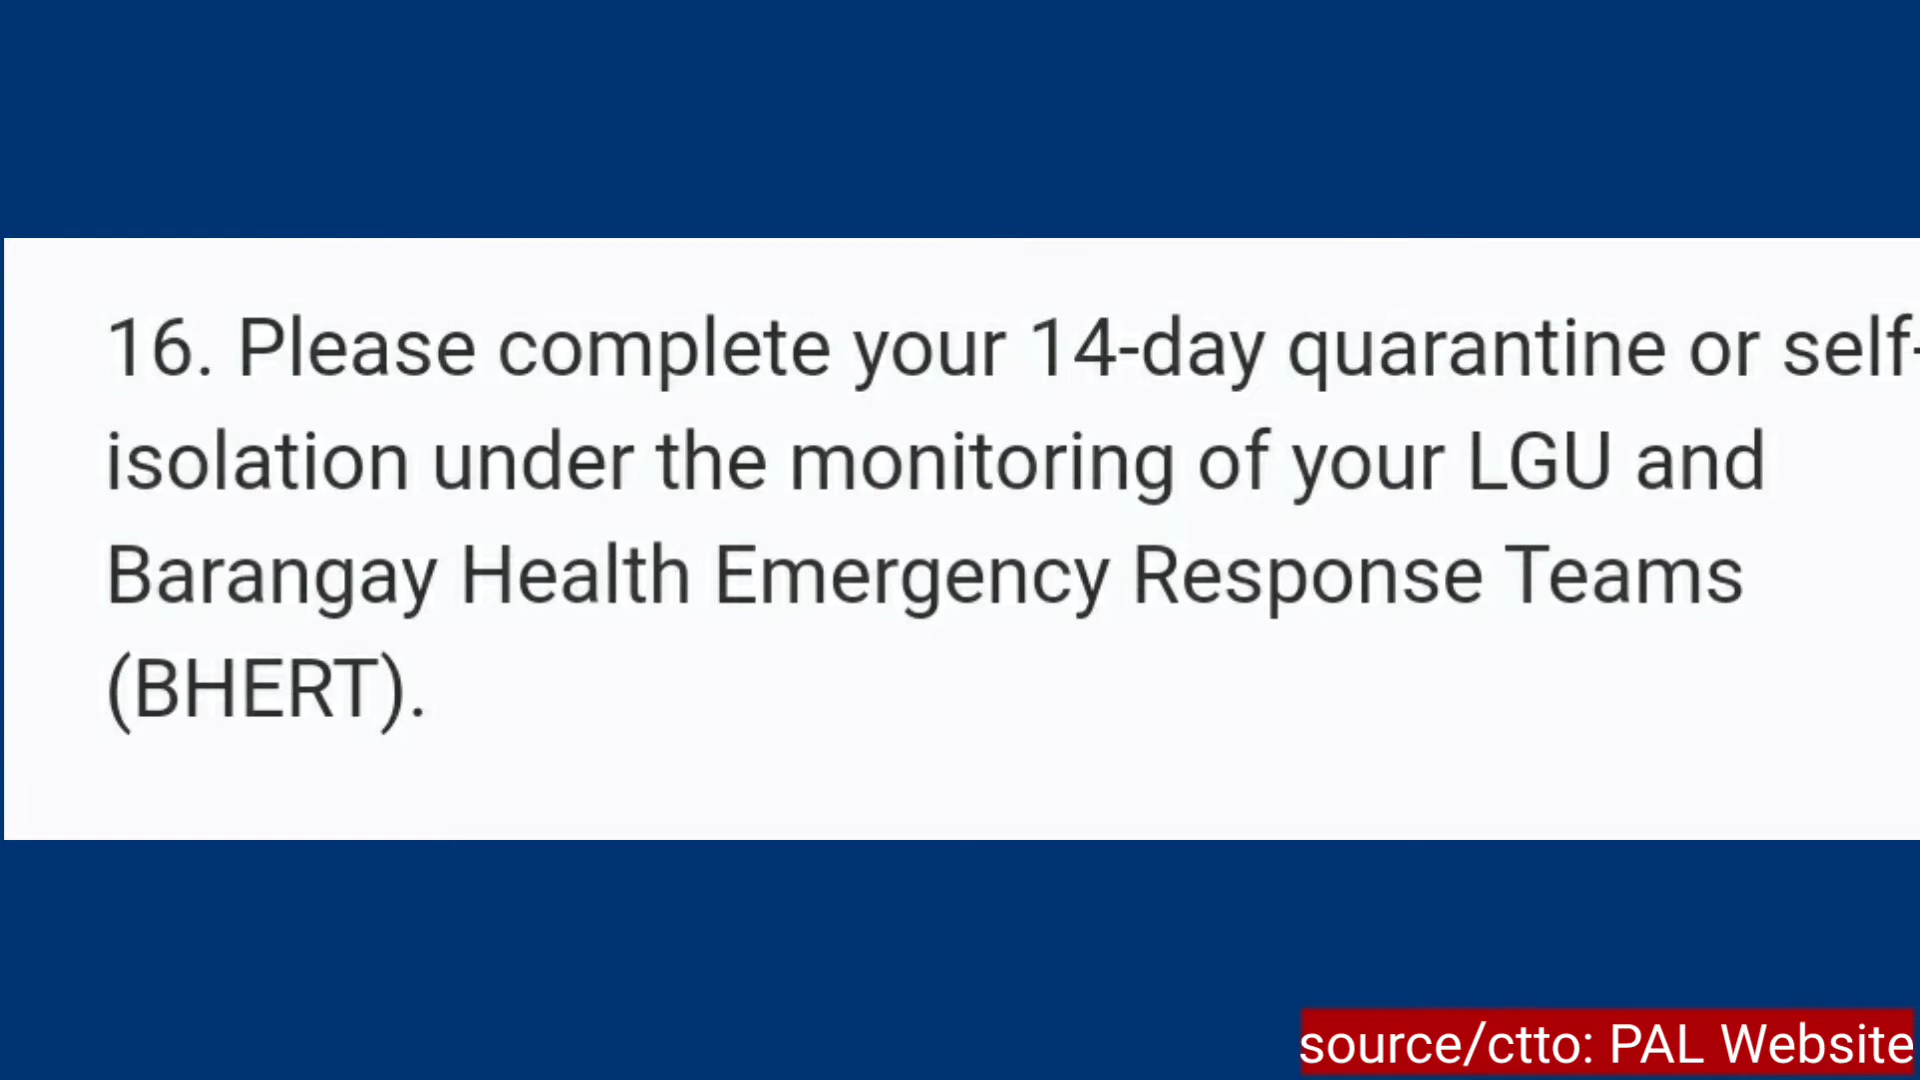 16. Please complete your 14-day quarantine or self-
isolation under the monitoring of your LGU and
Barangay Health Emergency Response Teams
(BHERT).
source/ctto: PAL Website